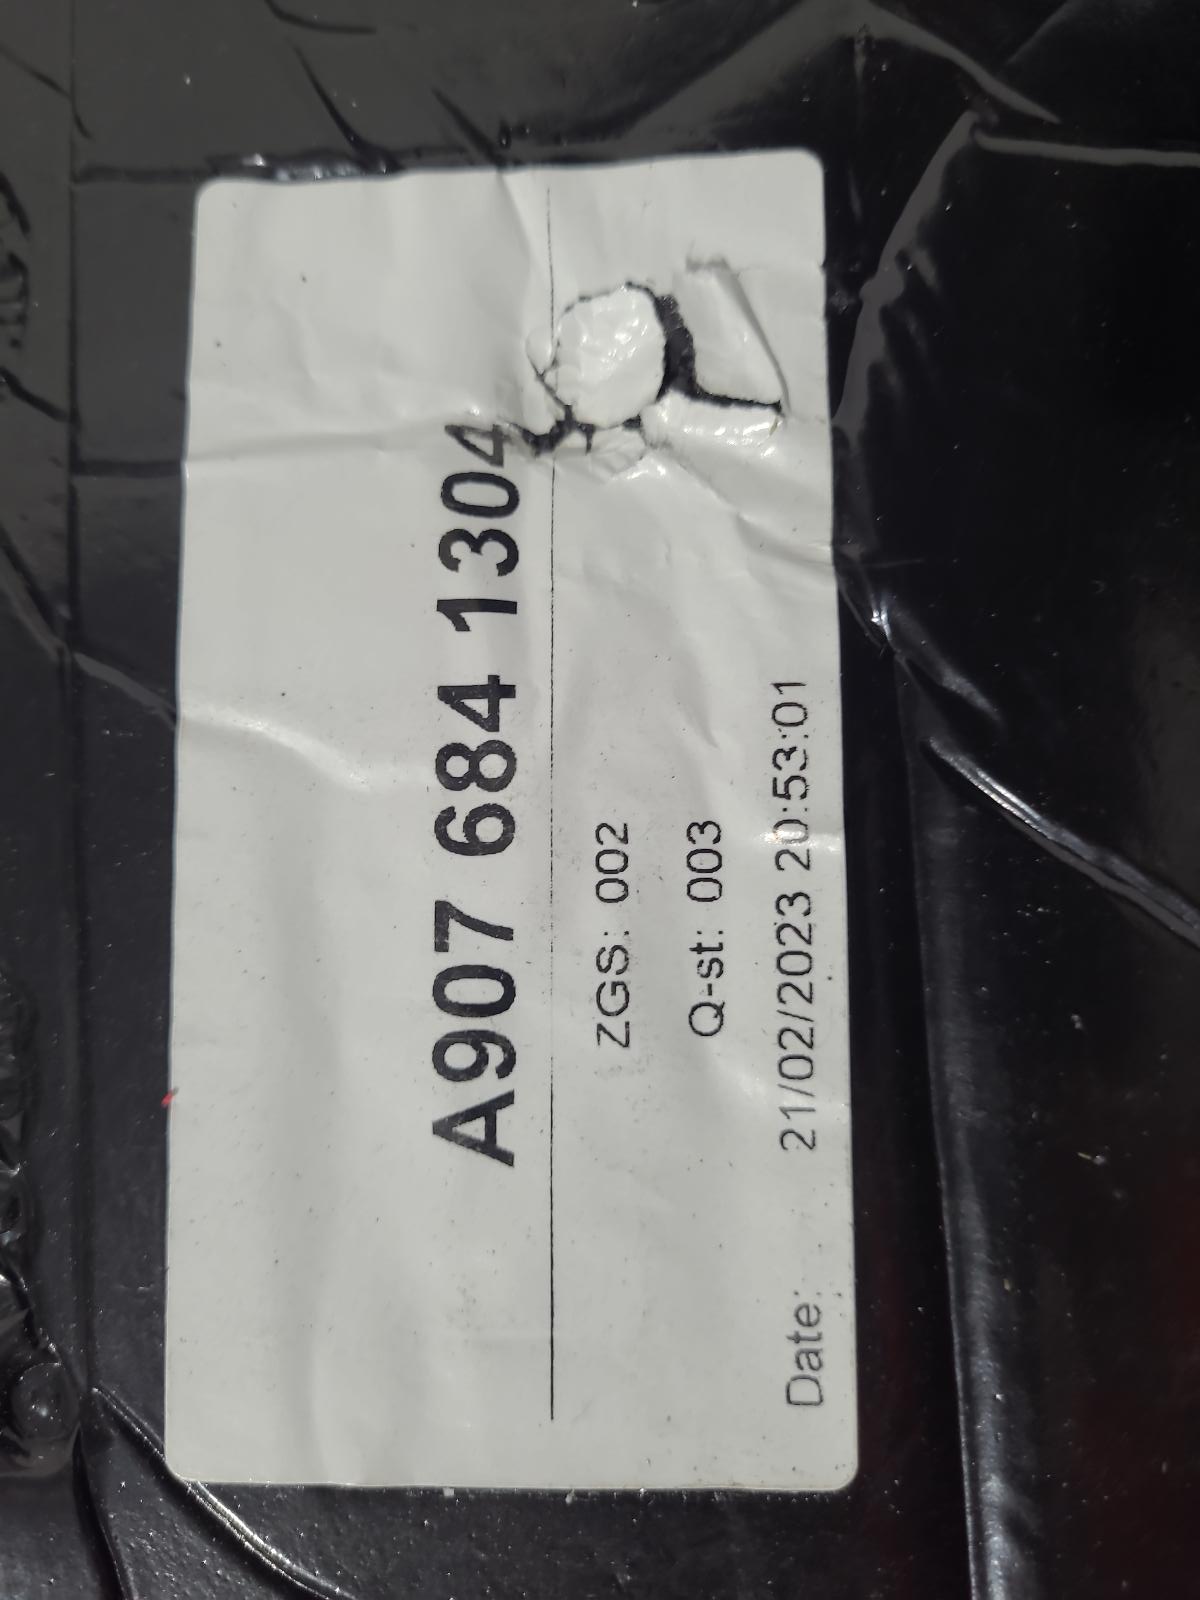 A907 684 1304
ZGS: 002
Q-st: 003
Date: 21/02/2023 20:53:01